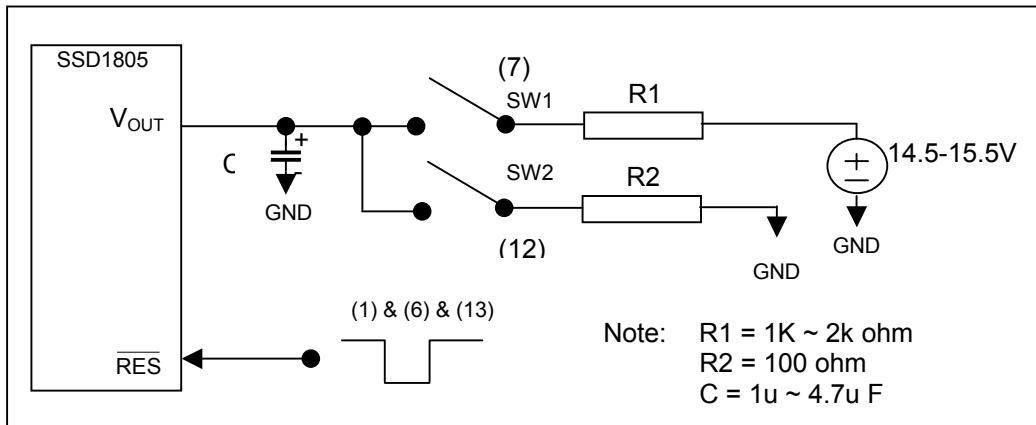 SSD1805
(7)
SW1
R1
VOUT
+
C
-
14.5-15.5V
SW2
R2
GND
(12)
GND
GND
(1) & (6) & (13)
RES
Note: R1 = 1K ~ 2k ohm
R2 = 100 ohm
C = 1u ~ 4.7u F